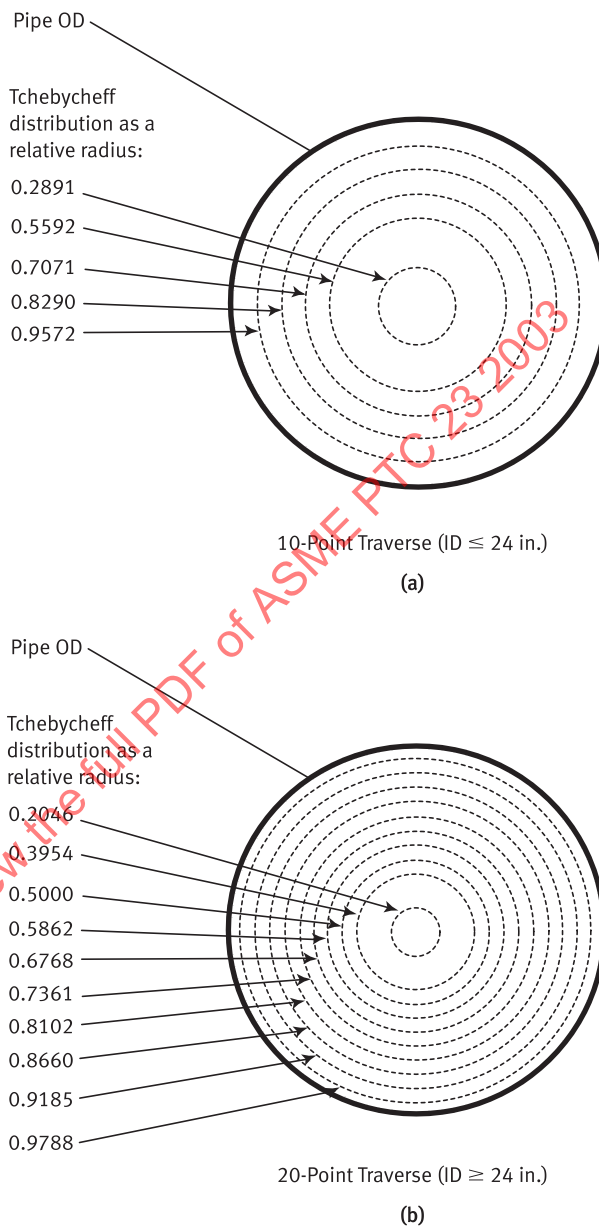 Pipe OD
Tchebycheff
distribution as a
relative radius:
0.2891
0.5592
0.7071
0.8290
0.9572
10-Point Traverse (ID ≤ 24 in.)
(a)
Pipe OD
Tchebycheff
distribution as a
relative radius:
0.2046
0.3954
0.5000
0.5862
0.6768
0.7361
0.8102
0.8660
0.9185
0.9788
20-Point Traverse (ID ≥ 24 in.)
(b)
the full PDF of ASME PTC 23 2003